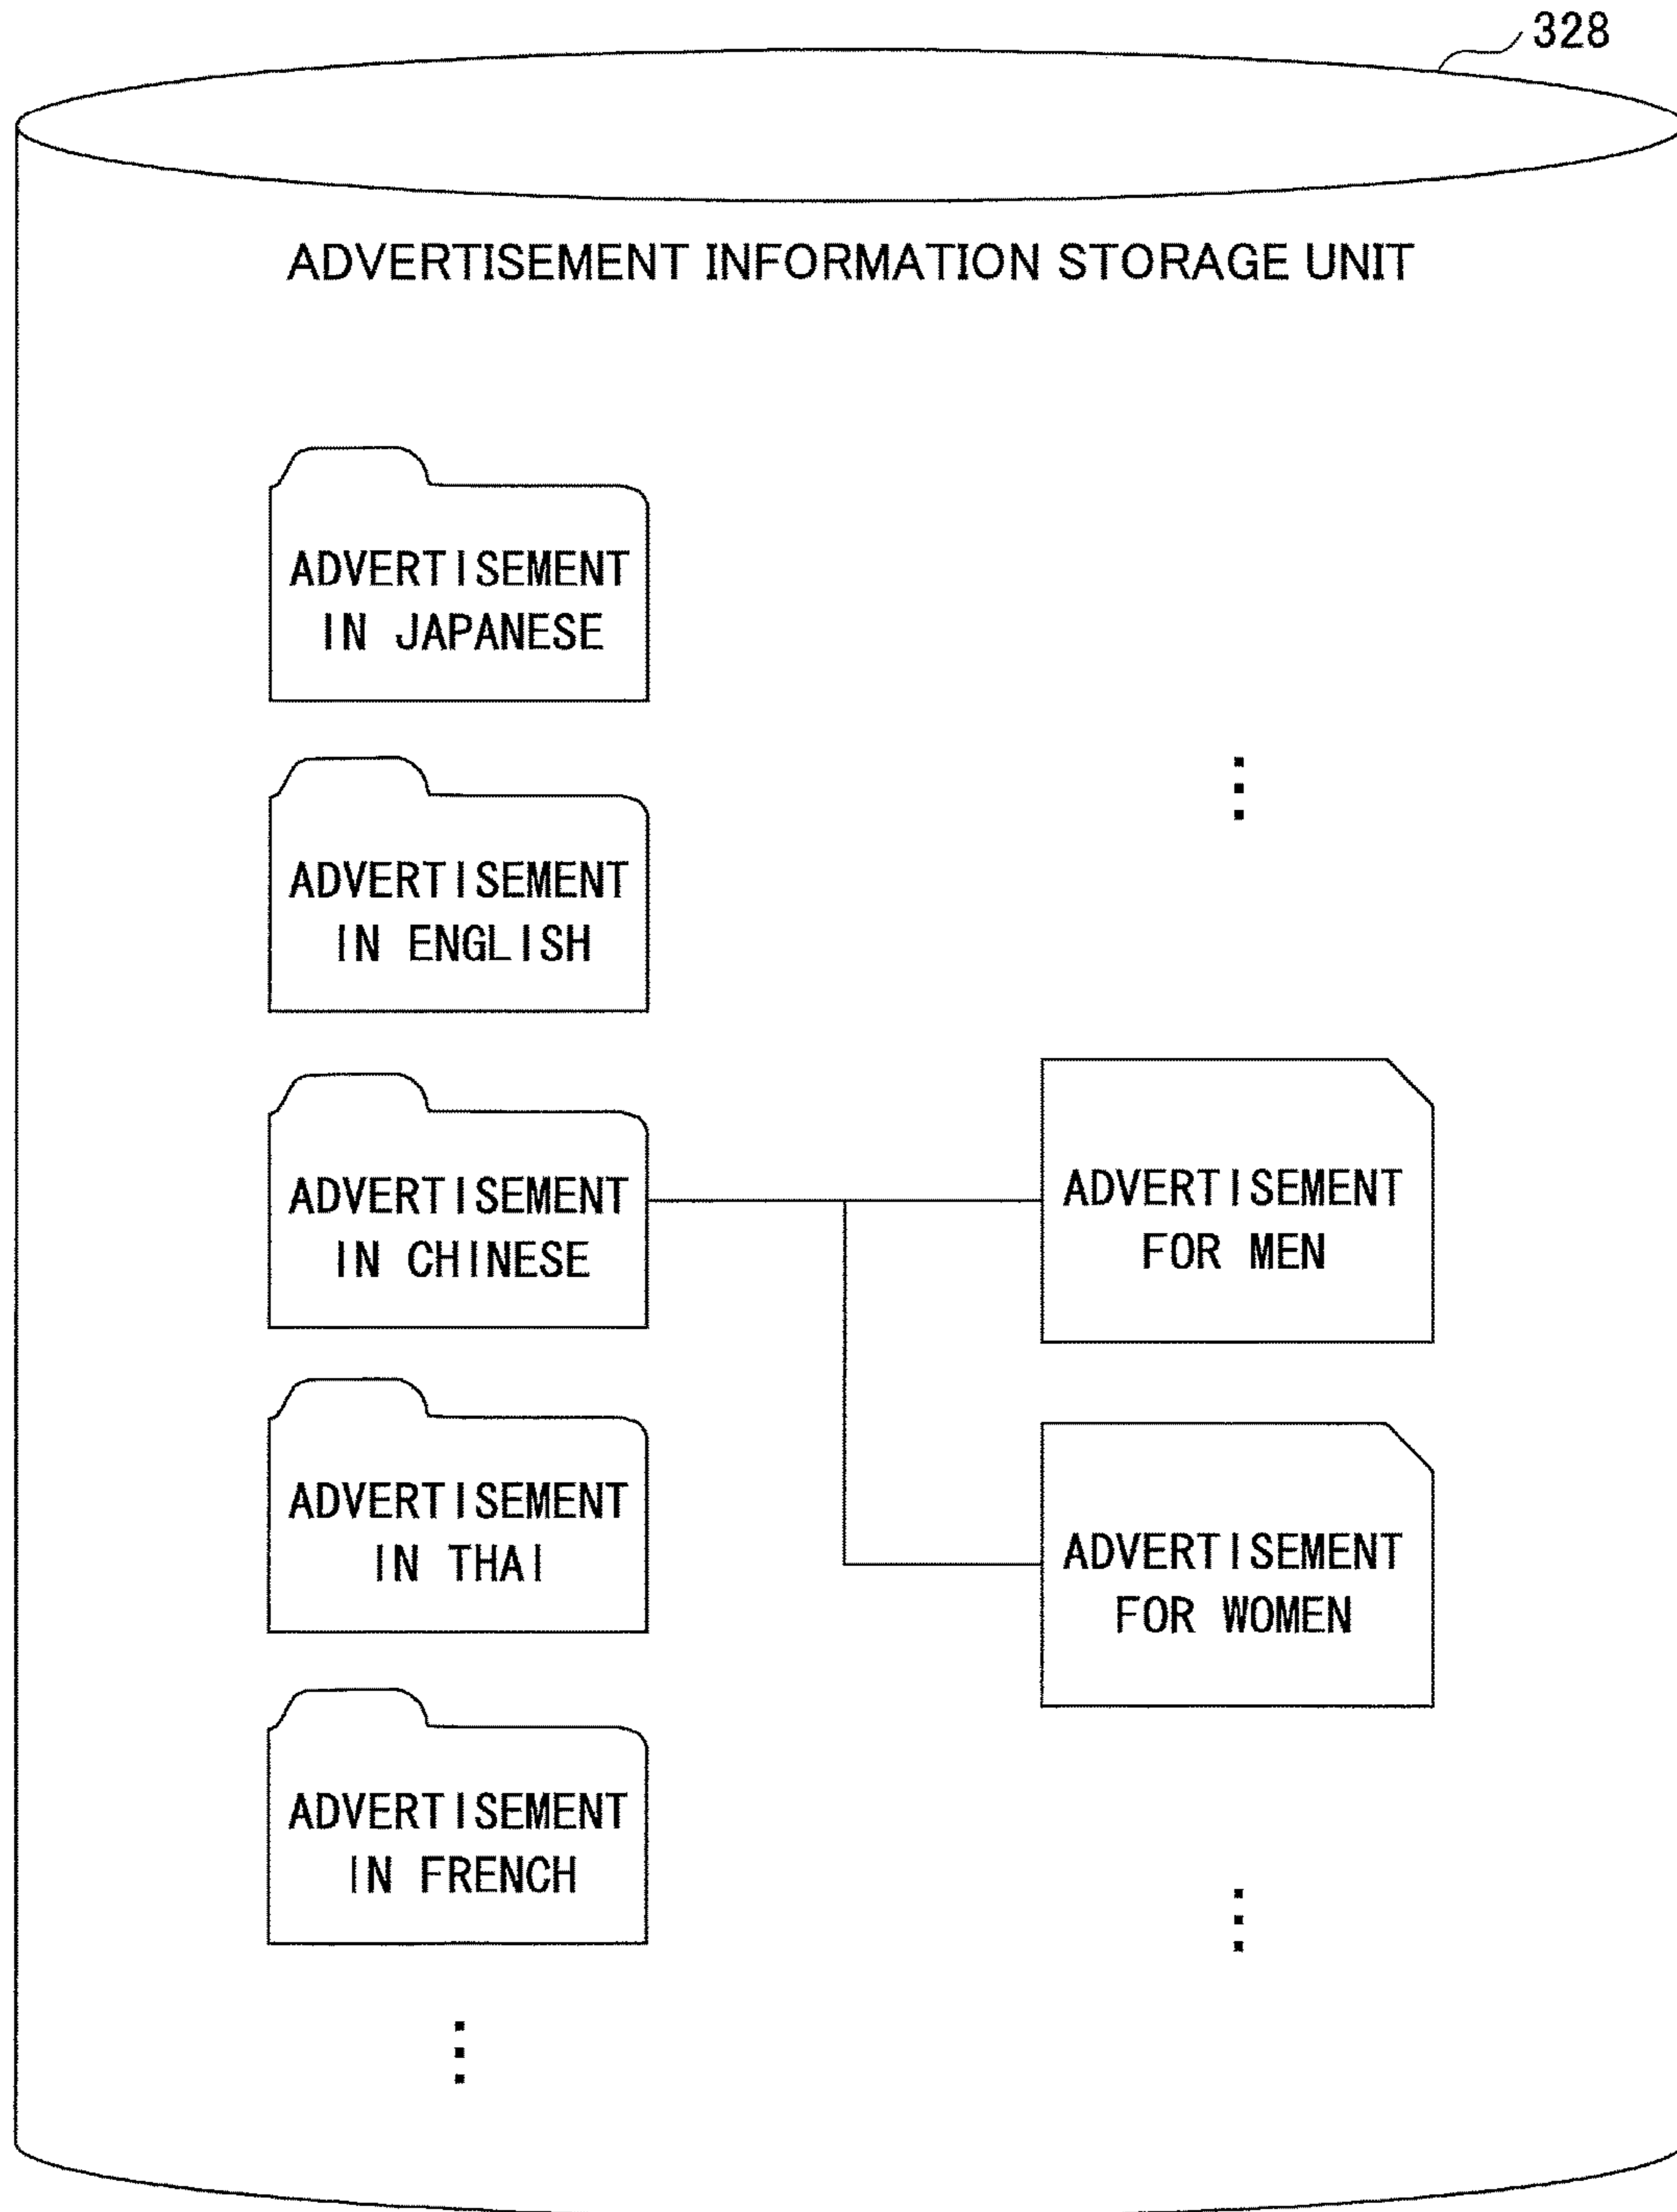 328
ADVERTISEMENT INFORMATION STORAGE UNIT
ADVERTISEMENT
IN JAPANESE
ADVERTISEMENT
IN ENGLISH
ADVERTISEMENT
IN CHINESE
ADVERTISEMENT
FOR MEN
ADVERTISEMENT
IN THAI
ADVERTISEMENT
FOR WOMEN
ADVERTISEMENT
IN FRENCH